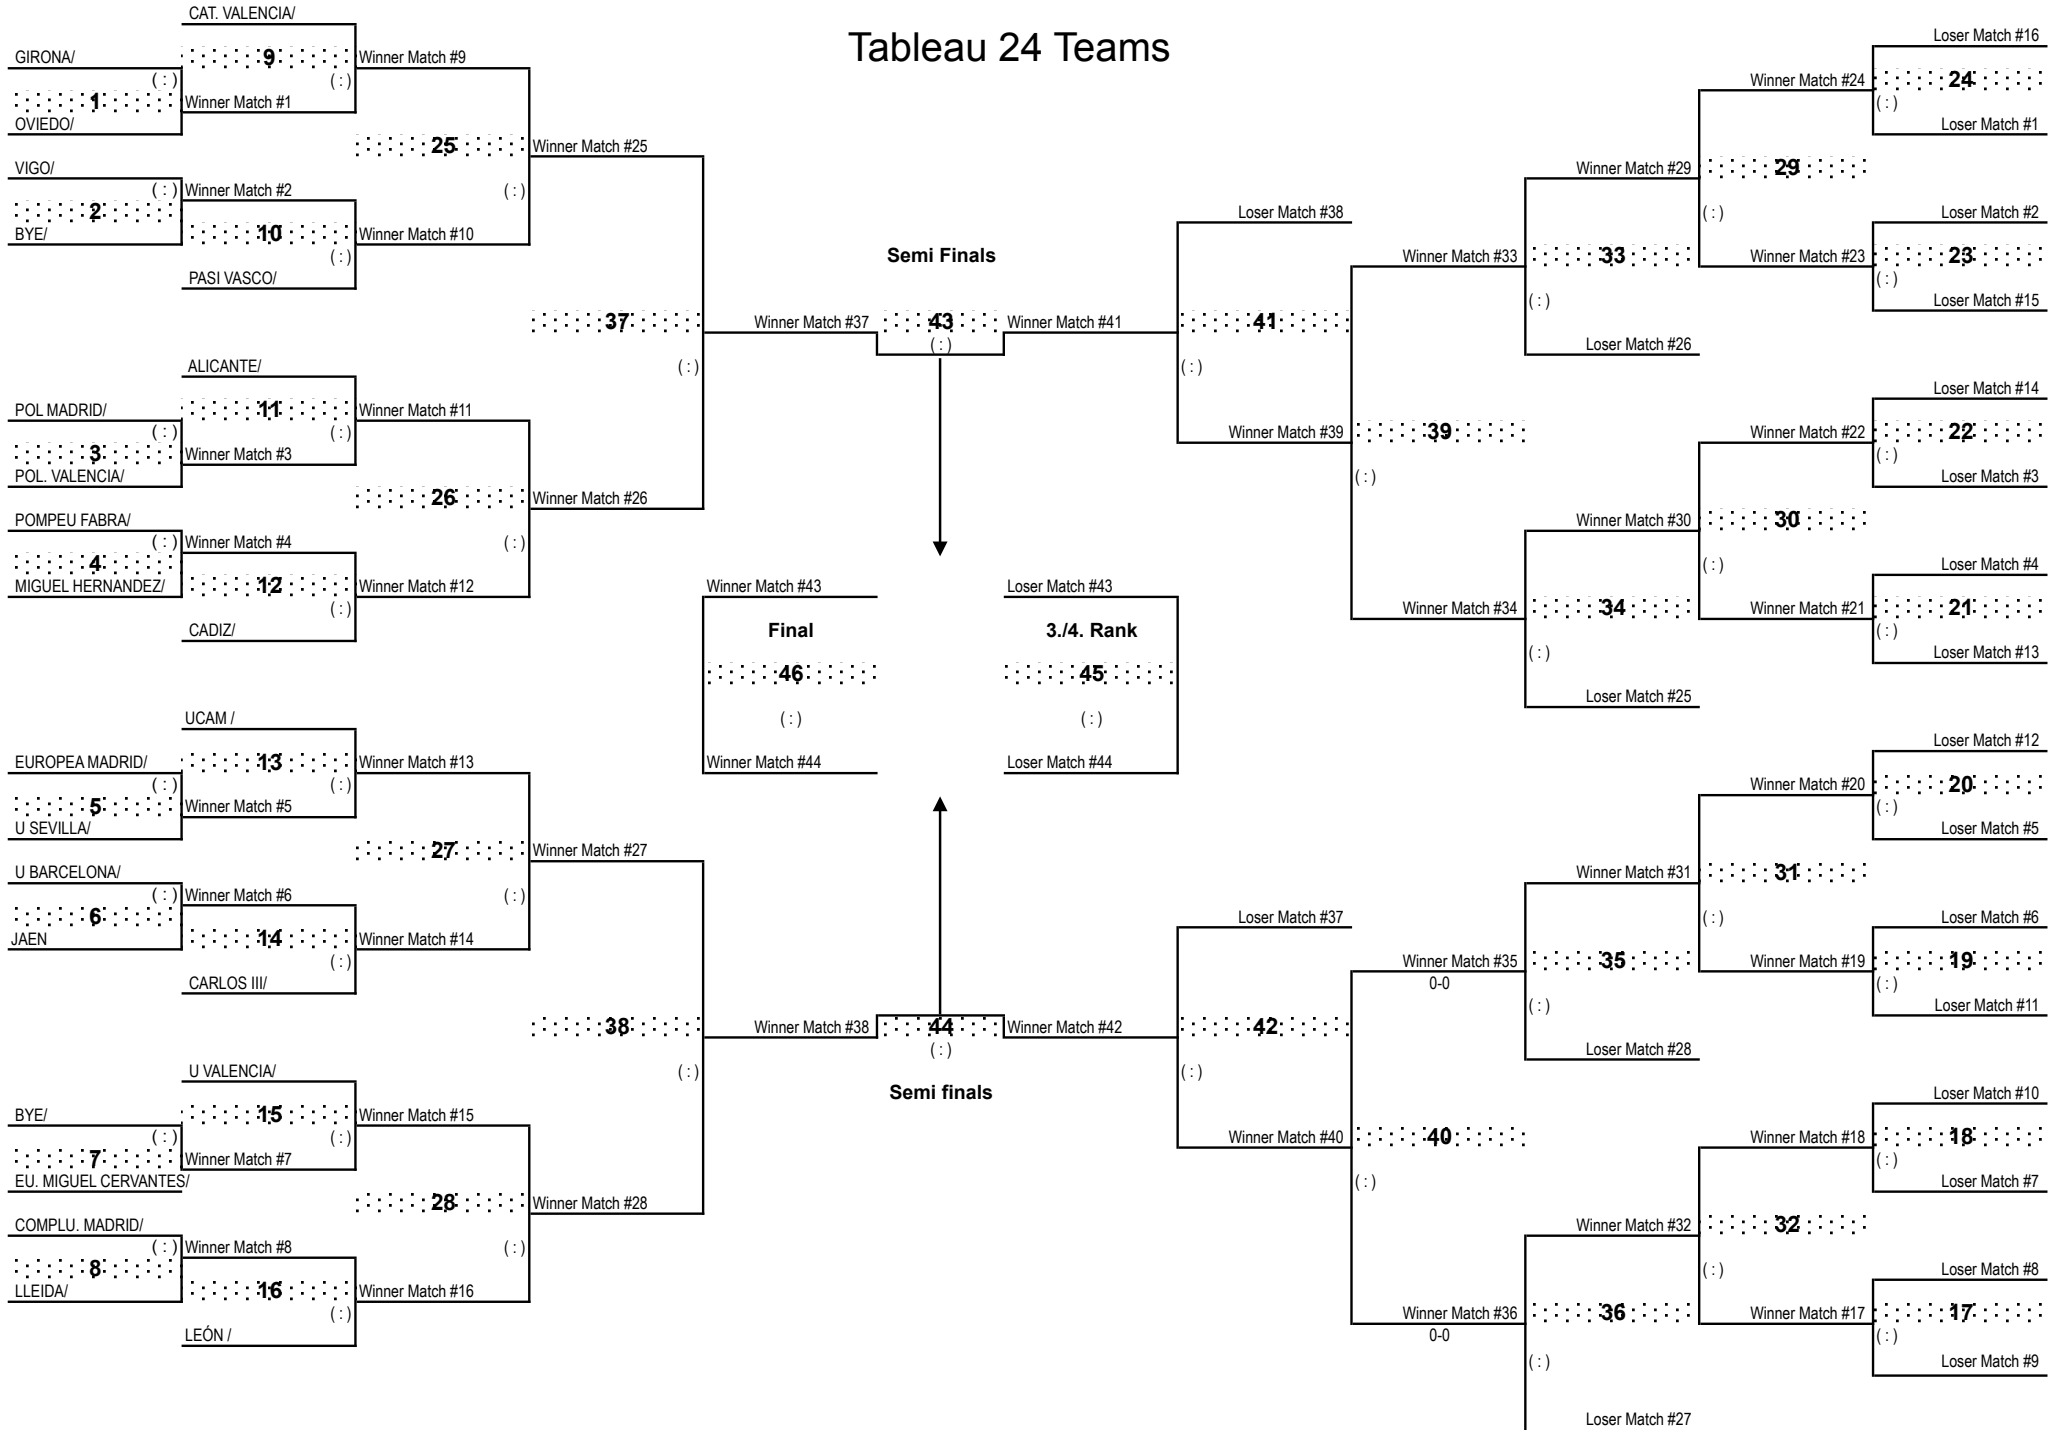 Tableau 24 Teams
CAT. VALENCIA/
GIRONA/
9
Winner Match #9
( : )
( : )
1
Winner Match #1
OVIEDO/
25
Winner Match #25
VIGO/
( : )
Winner Match #2
( : )
2
BYE/
10
Winner Match #10
( : )
PASI VASCO/
37
Winner Match #37
( : )
ALICANTE/
POL MADRID/
11
Winner Match #11
( : )
( : )
3
Winner Match #3
POL. VALENCIA/
26
Winner Match #26
POMPEU FABRA/
( : )
Winner Match #4
( : )
4
MIGUEL HERNANDEZ/
12
Winner Match #12
( : )
CADIZ/
UCAM /
EUROPEA MADRID/
13
Winner Match #13
( : )
( : )
5
Winner Match #5
U SEVILLA/
27
Winner Match #27
U BARCELONA/
( : )
Winner Match #6
( : )
6
JAEN
14
Winner Match #14
( : )
CARLOS III/
38
Winner Match #38
( : )
U VALENCIA/
BYE/
15
Winner Match #15
( : )
( : )
7
Winner Match #7
EU. MIGUEL CERVANTES/
28
Winner Match #28
COMPLU. MADRID/
( : )
Winner Match #8
( : )
8
LLEIDA/
16
Winner Match #16
( : )
LEÓN /
Semi Finals
43
( : )
Winner Match #41
Winner Match #43
Final
46
( : )
Winner Match #44
Loser Match #43
3./4. Rank
45
( : )
Loser Match #44
44
( : )
Winner Match #42
Semi finals
Loser Match #38
41
( : )
Winner Match #39
Winner Match #33
39
( : )
Winner Match #34
Winner Match #29
33
( : )
Loser Match #26
Winner Match #30
34
( : )
Loser Match #25
Loser Match #16
Winner Match #24
24
( : )
Loser Match #1
29
( : )
Loser Match #2
Winner Match #23
23
( : )
Loser Match #15
Loser Match #14
Winner Match #22
22
( : )
Loser Match #3
30
( : )
Loser Match #4
Winner Match #21
21
( : )
Loser Match #13
Loser Match #37
42
( : )
Winner Match #40
Winner Match #35
0-0
40
( : )
Winner Match #36
0-0
Winner Match #31
35
( : )
Loser Match #28
Winner Match #32
36
( : )
Loser Match #27
Loser Match #12
Winner Match #20
20
( : )
Loser Match #5
31
( : )
Loser Match #6
Winner Match #19
19
( : )
Loser Match #11
Loser Match #10
Winner Match #18
18
( : )
Loser Match #7
32
( : )
Loser Match #8
Winner Match #17
17
( : )
Loser Match #9